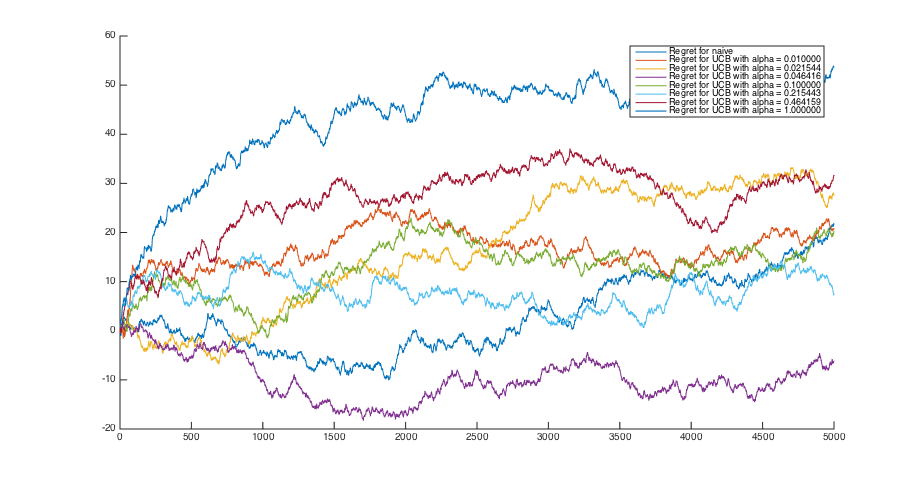 60
50
40
30
20
10
0
-10
-20
0 500 1000 1500 2000 2500 3000 3500 4000 4500 5000
Regret for naive
Regret for UCB with alpha = 0.010000
Regret for UCB with alpha = 0.021544
Regret for UCB with alpha = 0.046416
Regret for UCB with alpha = 0.100000
Regret for UCB with alpha = 0.215443
Regret for UCB with alpha = 0.464159
Regret for UCB with alpha = 1.000000